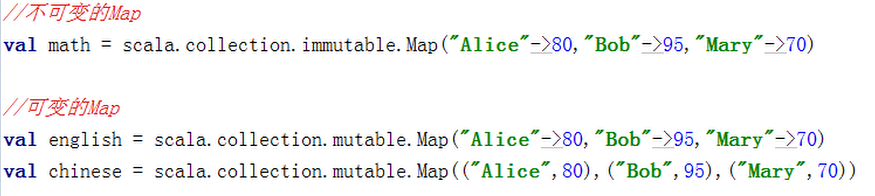 //不可变的Map
val math = scala.collection.immutable.Map("Alice"->80,"Bob"->95,"Mary"->70)
//可变的Map
val english = scala.collection.mutable.Map("Alice"->80,"Bob"->95,"Mary"->70)
val chinese = scala.collection.mutable.Map(("Alice",80),("Bob",95),("Mary",70))